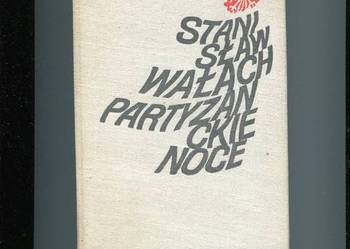 STANI
SŁAW
WAŁACH
PARTYZAN
CKIE
NOCE